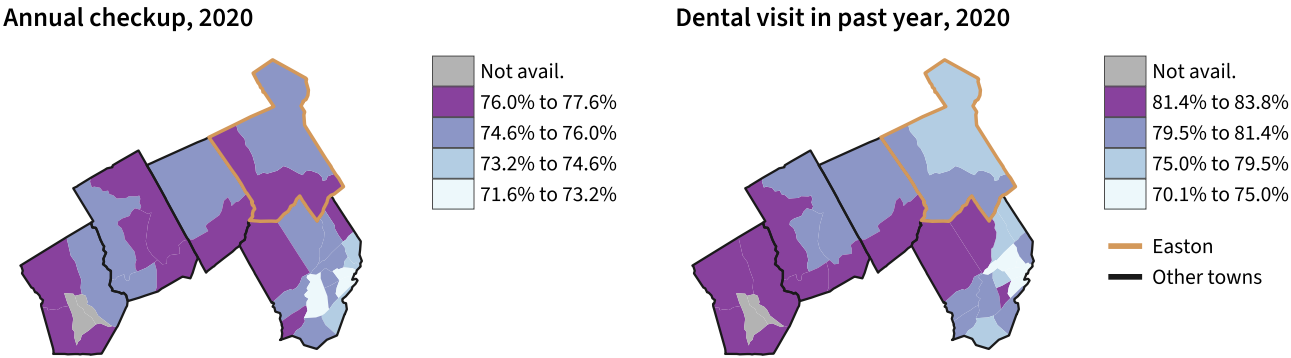 Annual checkup, 2020
Not avail.
76.0% to 77.6%
74.6% to 76.0%
73.2% to 74.6%
71.6% to 73.2%
Dental visit in past year, 2020
Not avail.
81.4% to 83.8%
79.5% to 81.4%
75.0% to 79.5%
70.1% to 75.0%
Easton
Other towns